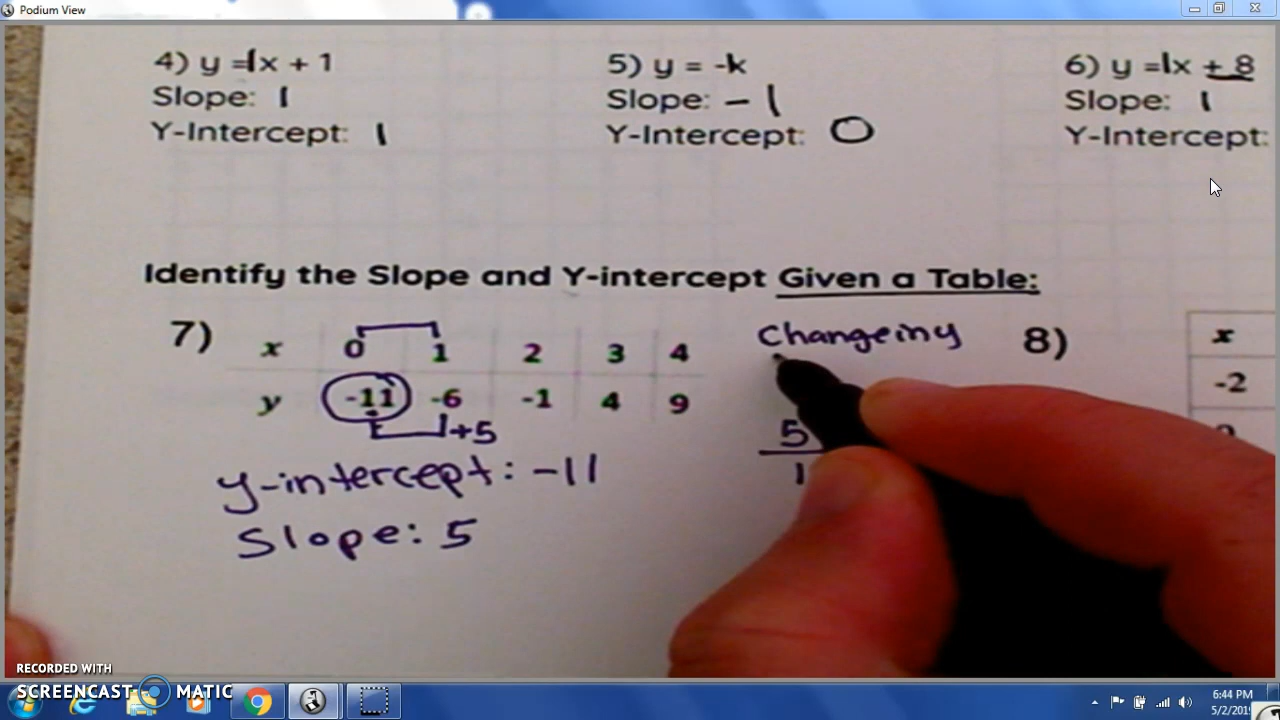 Podium View
4) y =1x + 1
Slope: 1
Y-Intercept: 1
5) y = -k
Slope: -1
Y-Intercept: 0
6) y =1x + 8
Slope: 1
Y-Intercept:
Identify the Slope and Y-intercept Given a Table:
7)
x 0 1 2 3 4
y -11 -6 -1 4 9
+5
y-intercept: -11
Slope: 5
Change in y
5
1
8)
x
-2
RECORDED WITH
SCREENCAST MATIC
6:44 PM